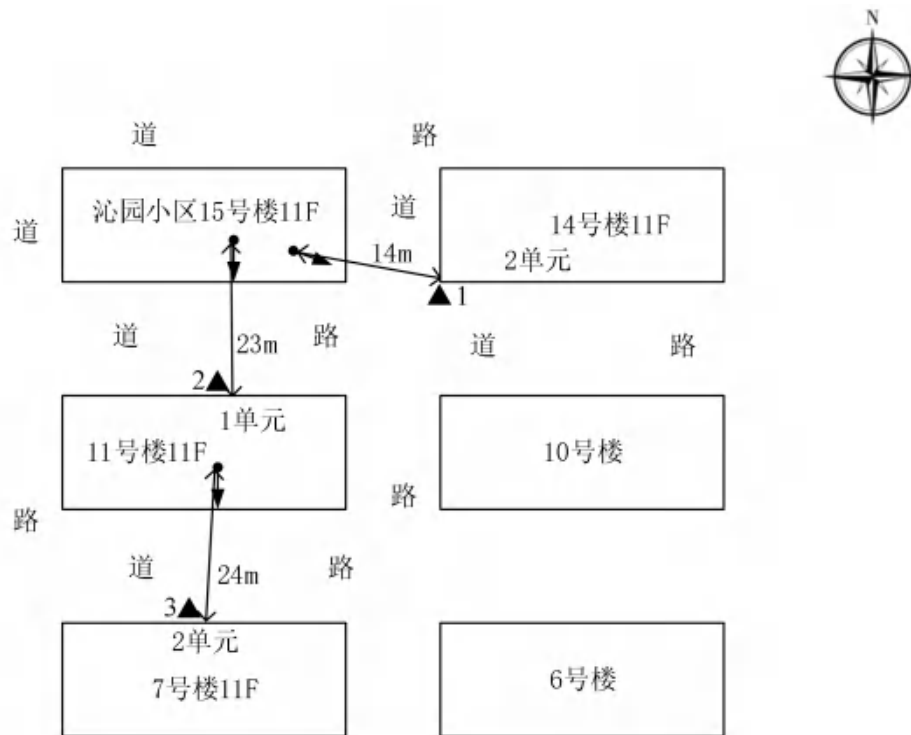 N
道 路
沁园小区15号楼11F
道
道
14号楼11F
14m
2单元
1
道 路
23m
道 路
2
1单元
11号楼11F
10号楼
路
路
道 路
24m
3
2单元
7号楼11F
6号楼